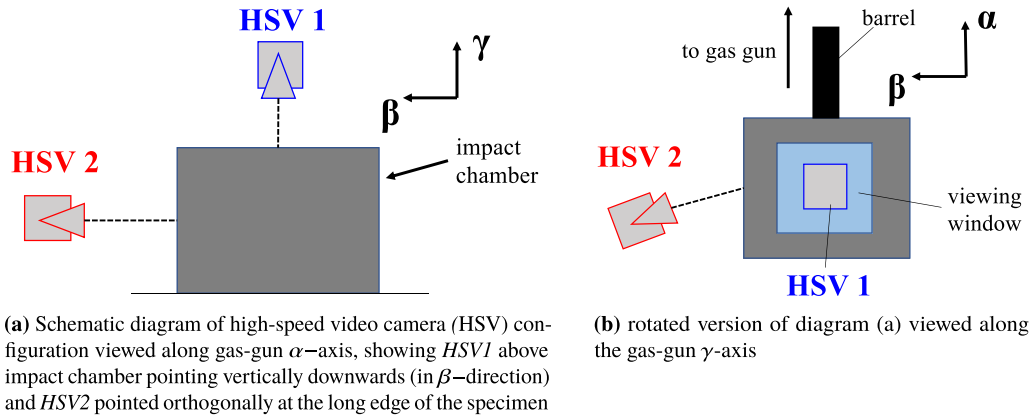 HSV 1
γ
β
HSV 2
impact
chamber
(a) Schematic diagram of high-speed video camera (HSV) con-
figuration viewed along gas-gun α−axis, showing HSV1 above
impact chamber pointing vertically downwards (in β−direction)
and HSV2 pointed orthogonally at the long edge of the specimen
barrel
α
to gas gun
β
HSV 2
viewing
window
HSV 1
(b) rotated version of diagram (a) viewed along
the gas-gun γ-axis